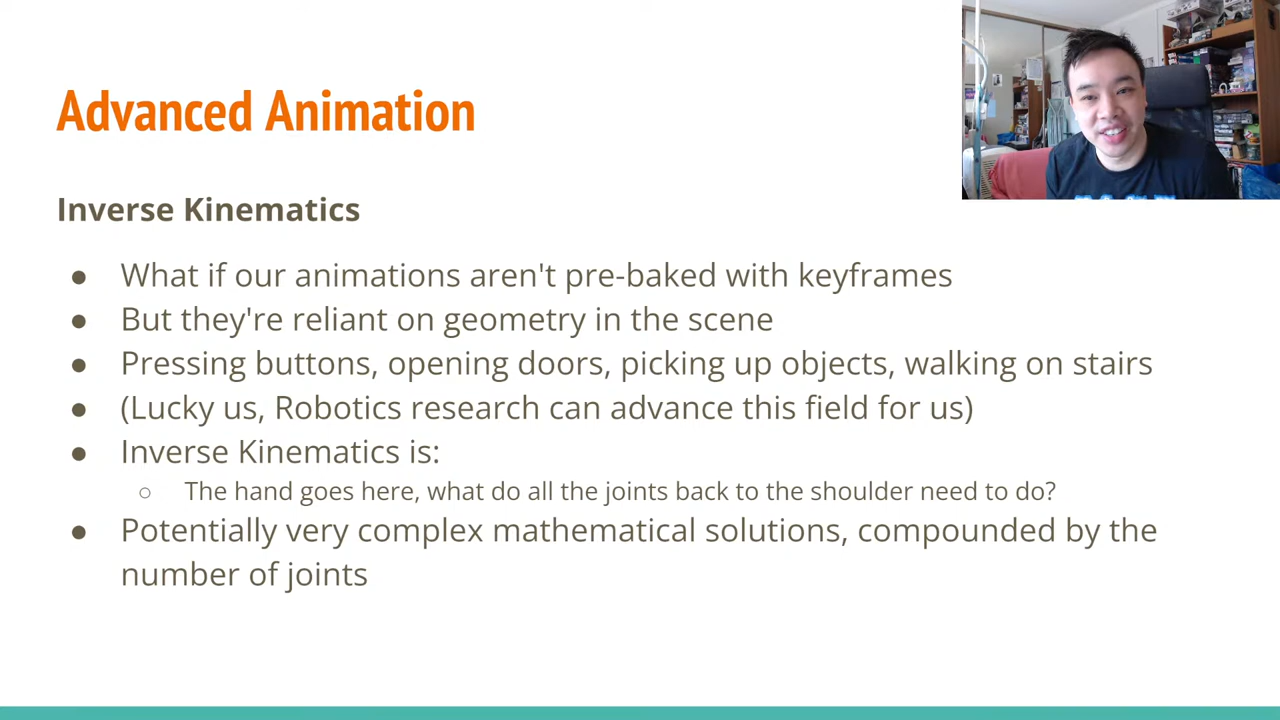 Advanced Animation
Inverse Kinematics
● What if our animations aren't pre-baked with keyframes
● But they're reliant on geometry in the scene
● Pressing buttons, opening doors, picking up objects, walking on stairs
● (Lucky us, Robotics research can advance this field for us)
● Inverse Kinematics is:
○ The hand goes here, what do all the joints back to the shoulder need to do?
● Potentially very complex mathematical solutions, compounded by the
number of joints